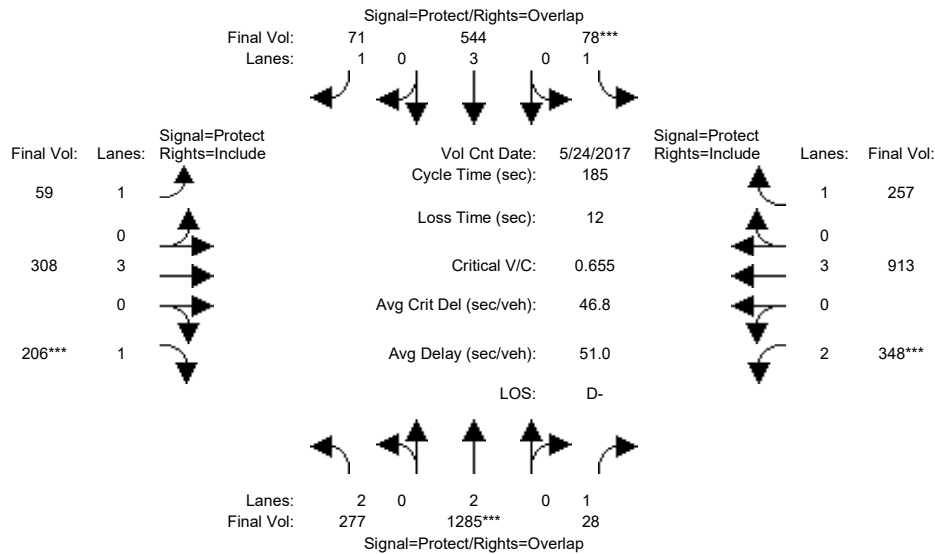 Signal=Protect/Rights=Overlap
Final Vol: 71 544 78***
Lanes: 1 0 3 0 1
Signal=Protect Signal=Protect
Final Vol: Lanes: Rights=Include Vol Cnt Date: 5/24/2017 Rights=Include Lanes: Final Vol:
Cycle Time (sec): 185
59 1 1 257
Loss Time (sec): 12
0 0
308 3 Critical V/C: 0.655 3 913
0 Avg Crit Del (sec/veh): 46.8 0
206*** 1 Avg Delay (sec/veh): 51.0 2 348***
LOS: D-
Lanes: 2 0 2 0 1
Final Vol: 277 1285*** 28
Signal=Protect/Rights=Overlap